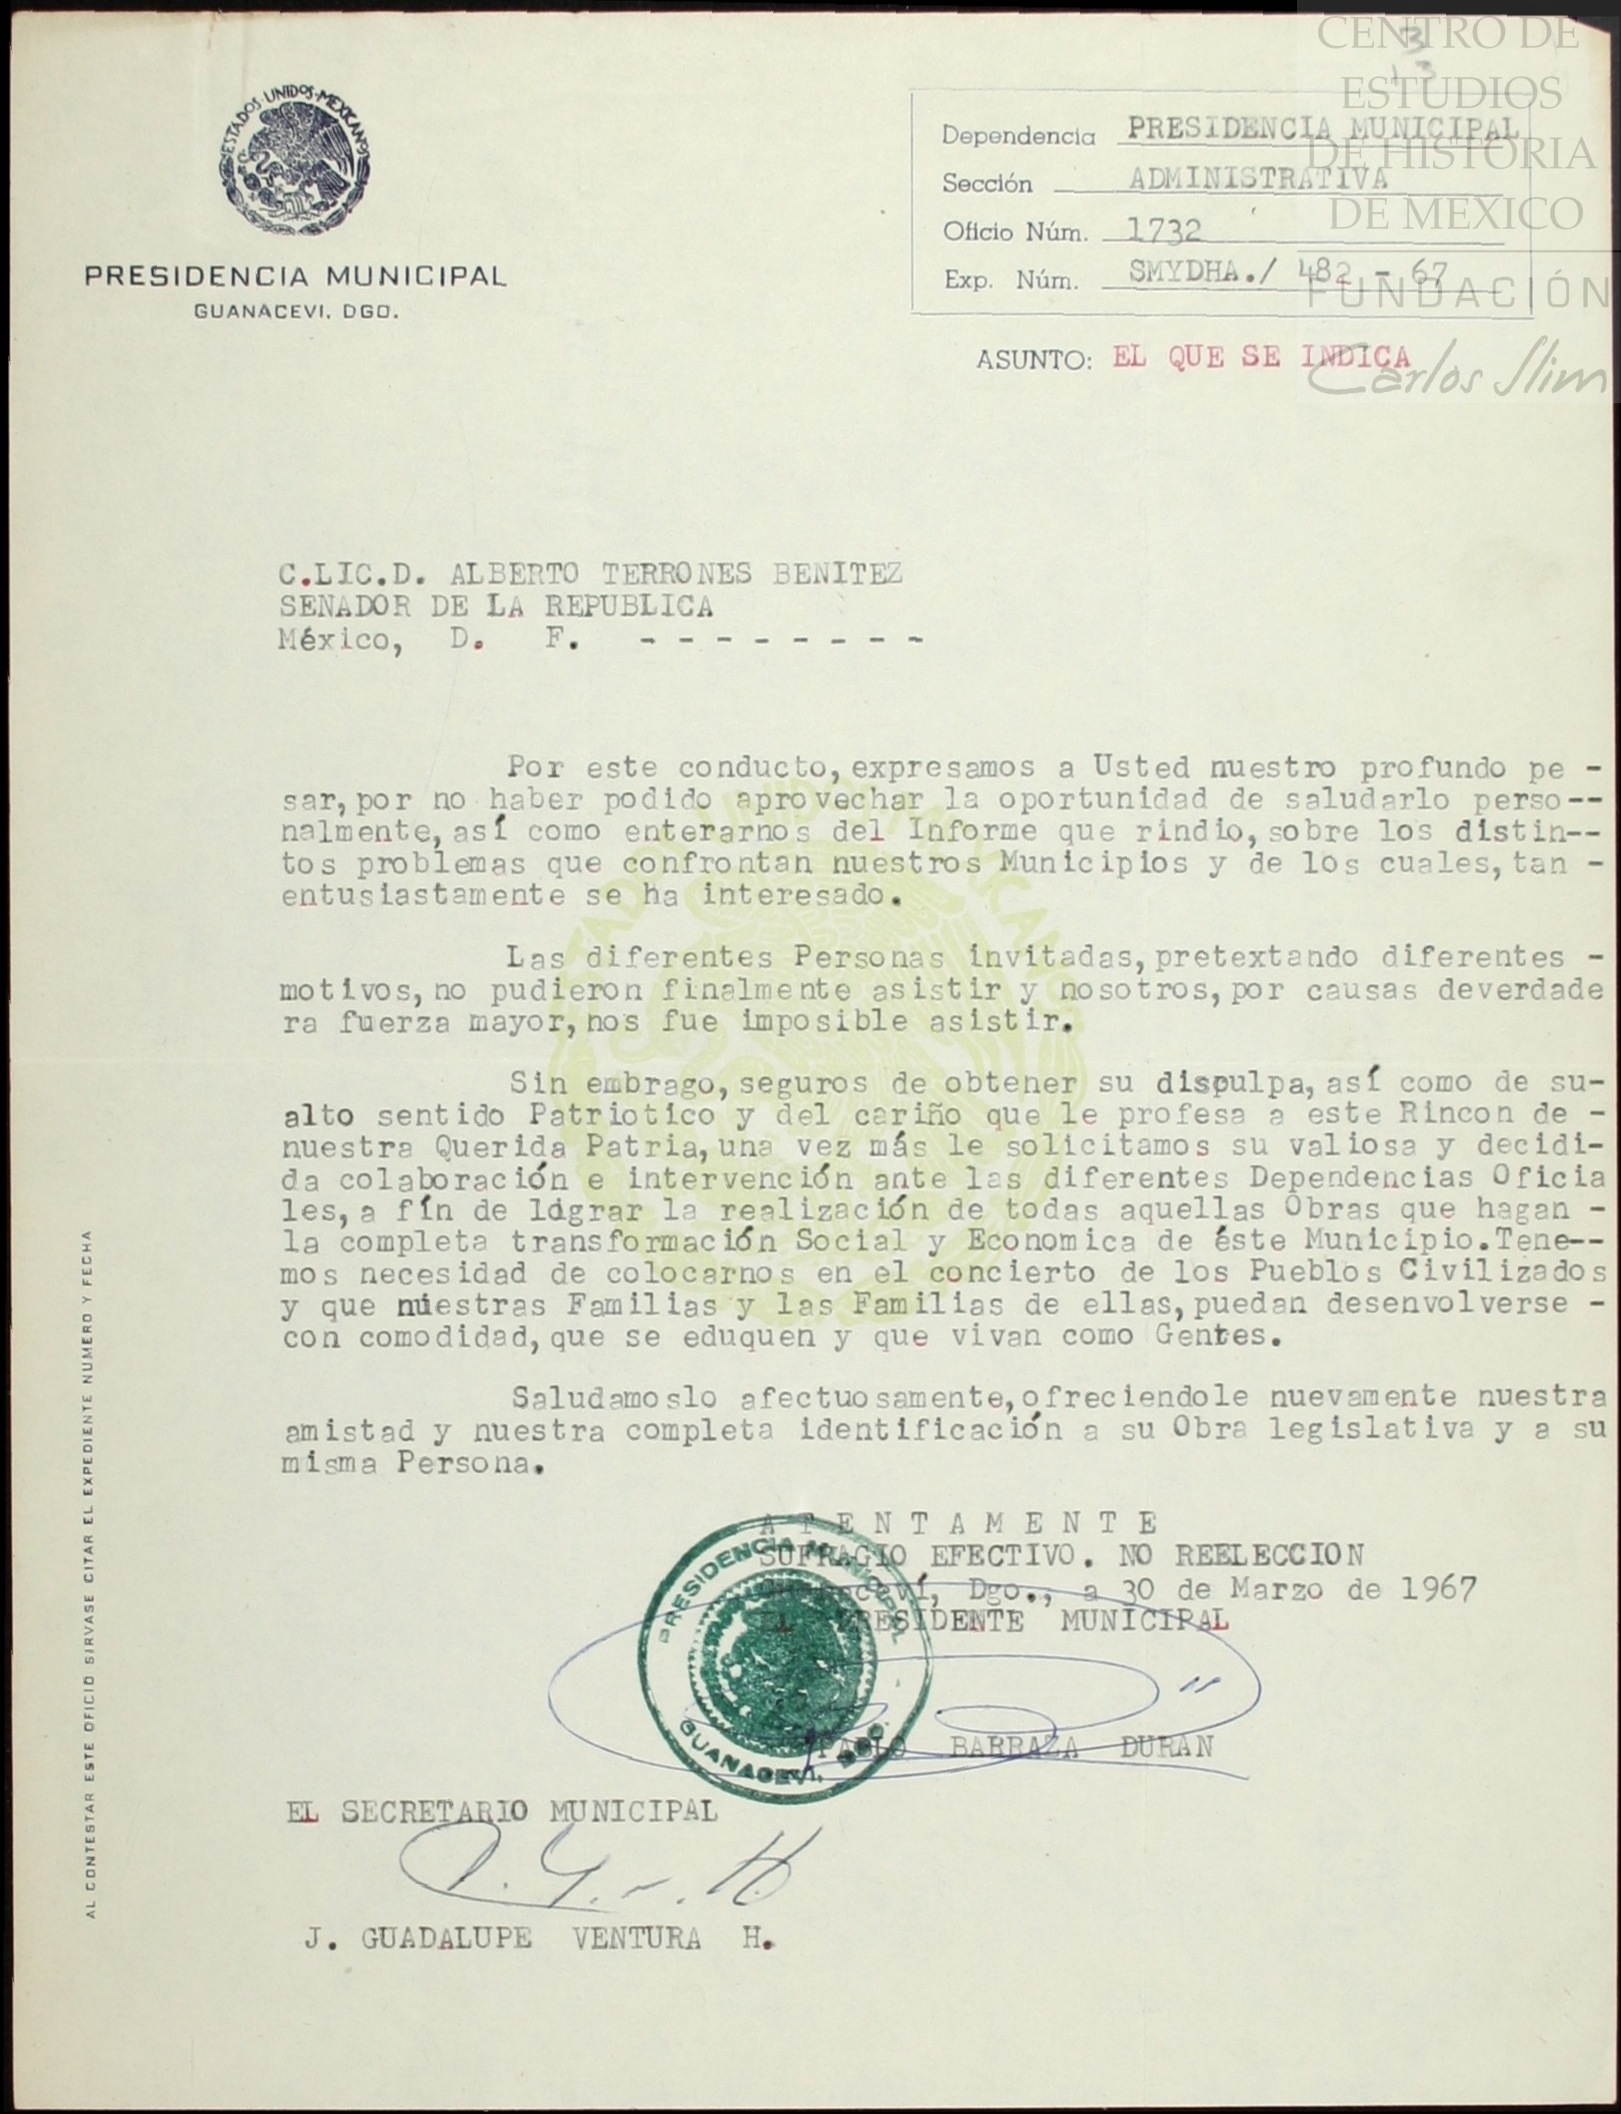 CENTRO DE
ESTUDIOS
DE HISTORIA
DE MEXICO
FUNDACIÓN
Carlos Slim
ESTADOS UNIDOS MEXICANOS
PRESIDENCIA MUNICIPAL
GUANACEVI. DGO.
Dependencia PRESIDENCIA MUNICIPAL
Sección ADMINISTRATIVA
Oficio Núm. 1732
Exp. Núm. SMYDHA./ 482 - 67
ASUNTO: EL QUE SE INDICA
C.LIC.D. ALBERTO TERRONES BENITEZ
SENADOR DE LA REPUBLICA
México, D. F. - - - - - - - -
Por este conducto, expresamos a Usted nuestro profundo pe -
sar, por no haber podido aprovechar la oportunidad de saludarlo perso--
nalmente, así como enterarnos del Informe que rindio, sobre los distin--
tos problemas que confrontan nuestros Municipios y de los cuales, tan -
entusiastamente se ha interesado.
Las diferentes Personas invitadas, pretextando diferentes -
motivos, no pudieron finalmente asistir y nosotros, por causas deverdade
ra fuerza mayor, nos fue imposible asistir.
Sin embrago, seguros de obtener su dispulpa, así como de su-
alto sentido Patriotico y del cariño que le profesa a este Rincon de -
nuestra Querida Patria, una vez más le solicitamos su valiosa y decidi-
da colaboración e intervención ante las diferentes Dependencias Oficia
les, a fín de lograr la realización de todas aquellas Obras que hagan -
la completa transformación Social y Economica de éste Municipio. Tene--
mos necesidad de colocarnos en el concierto de los Pueblos Civilizados
y que nuestras Familias y las Familias de ellas, puedan desenvolverse -
con comodidad, que se eduquen y que vivan como Gentes.
Saludamoslo afectuosamente, ofreciendole nuevamente nuestra
amistad y nuestra completa identificación a su Obra legislativa y a su
misma Persona.
A T E N T A M E N T E
SUFRAGIO EFECTIVO. NO REELECCION
Guanaceví, Dgo., a 30 de Marzo de 1967
EL PRESIDENTE MUNICIPAL
PABLO BARRAZA DURAN
PRESIDENCIA MUNICIPAL
GUANACEVI, DGO.
EL SECRETARIO MUNICIPAL
J. GUADALUPE VENTURA H.
AL CONTESTAR ESTE OFICIO SIRVASE CITAR EL EXPEDIENTE NUMERO Y FECHA